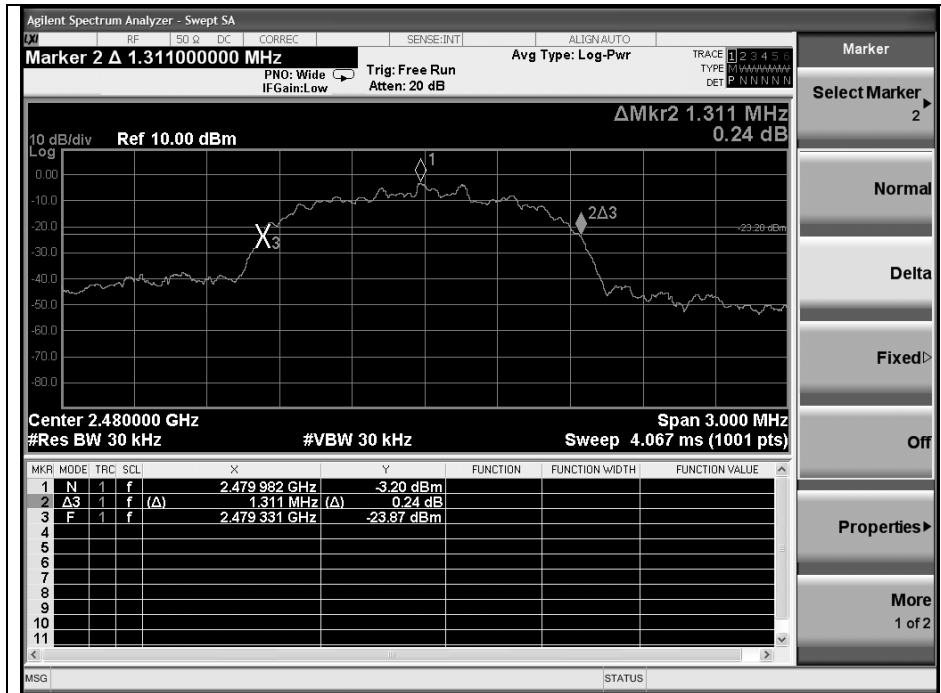 Agilent Spectrum Analyzer - Swept SA
LXI RF 50 Ω DC CORREC SENSE:INT ALIGN AUTO
Marker 2 Δ 1.311000000 MHz
PNO: Wide
IFGain:Low
Trig: Free Run
Atten: 20 dB
Avg Type: Log-Pwr
TRACE 1 2 3 4 5 6
TYPE MWWWWW
DET P N N N N N
ΔMkr2 1.311 MHz
0.24 dB
10 dB/div Ref 10.00 dBm
Log
0.00
-10.0
-20.0
-30.0
-40.0
-50.0
-60.0
-70.0
-80.0
1
2Δ3
3
-23.20 dBm
Center 2.480000 GHz Span 3.000 MHz
#Res BW 30 kHz #VBW 30 kHz Sweep 4.067 ms (1001 pts)
MKR MODE TRC SCL X Y FUNCTION FUNCTION WIDTH FUNCTION VALUE
1 N 1 f 2.479 982 GHz -3.20 dBm
2 Δ3 1 f (Δ) 1.311 MHz (Δ) 0.24 dB
3 F 1 f 2.479 331 GHz -23.87 dBm
4
5
6
7
8
9
10
11
MSG STATUS
Marker
Select Marker
2
Normal
Delta
Fixed
Off
Properties
More
1 of 2